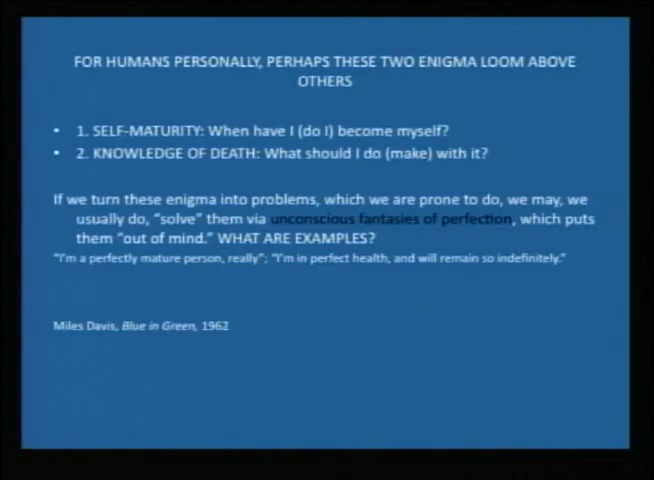 FOR HUMANS PERSONALLY, PERHAPS THESE TWO ENIGMA LOOM ABOVE
OTHERS
• 1. SELF-MATURITY: When have I (do I) become myself?
• 2. KNOWLEDGE OF DEATH: What should I do (make) with it?
If we turn these enigma into problems, which we are prone to do, we may, we
usually do, “solve” them via unconscious fantasies of perfection, which puts
them “out of mind.” WHAT ARE EXAMPLES?
“I’m a perfectly mature person, really”; “I’m in perfect health, and will remain so indefinitely.”
Miles Davis, Blue in Green, 1962